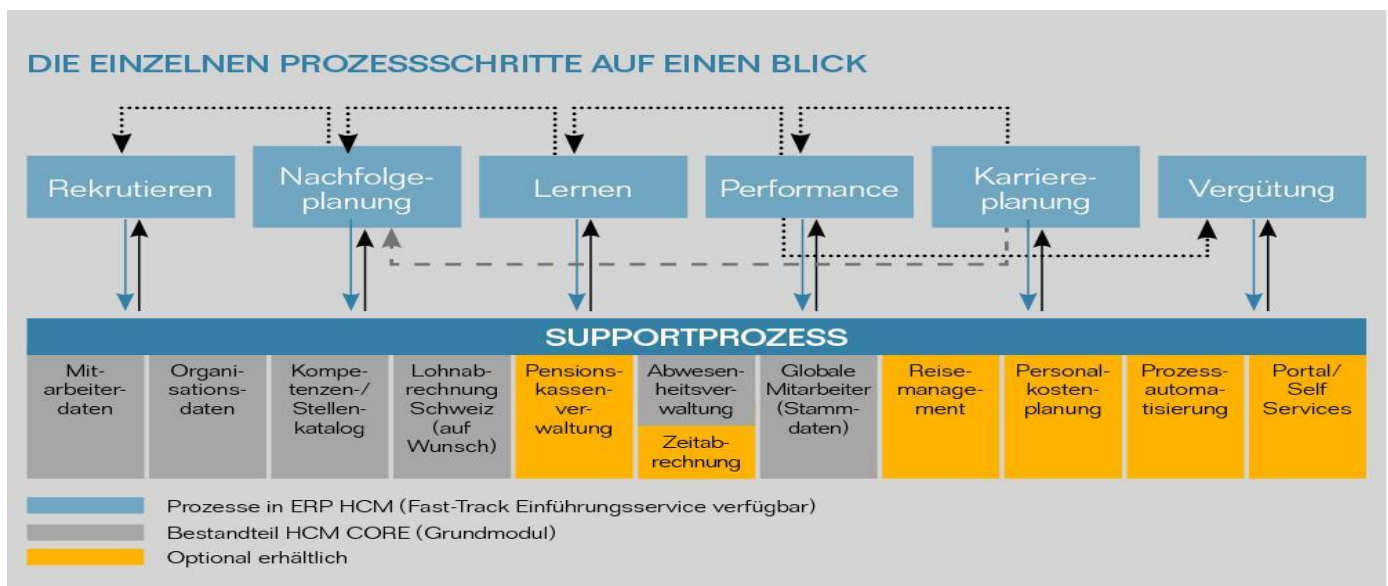 DIE EINZELNEN PROZESSSCHRITTE AUF EINEN BLICK
Rekrutieren
Nachfolge-
planung
Lernen
Performance
Karriere-
planung
Vergütung
SUPPORTPROZESS
Mit-
arbeiter-
daten
Organi-
sations-
daten
Kompe-
tenzen-/
Stellen-
katalog
Lohnab-
rechnung
Schweiz
(auf
Wunsch)
Pensions-
kassen-
ver-
waltung
Abwesen-
heitsver-
waltung
Zeitab-
rechnung
Globale
Mitarbeiter
(Stamm-
daten)
Reise-
manage-
ment
Personal-
kosten-
planung
Prozess-
automa-
tisierung
Portal/
Self
Services
Prozesse in ERP HCM (Fast-Track Einführungsservice verfügbar)
Bestandteil HCM CORE (Grundmodul)
Optional erhältlich